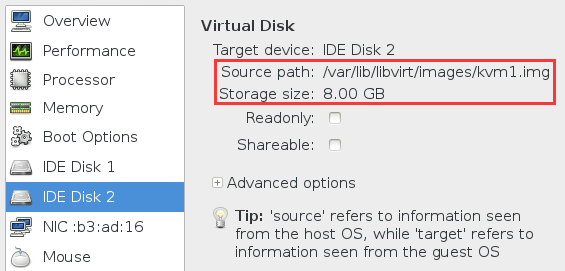 Overview
Performance
Processor
Memory
Boot Options
IDE Disk 1
IDE Disk 2
NIC :b3:ad:16
Mouse
Virtual Disk
Target device: IDE Disk 2
Source path: /var/lib/libvirt/images/kvm1.img
Storage size: 8.00 GB
Readonly:
Shareable:
Advanced options
Tip: 'source' refers to information seen
from the host OS, while 'target' refers to
information seen from the guest OS